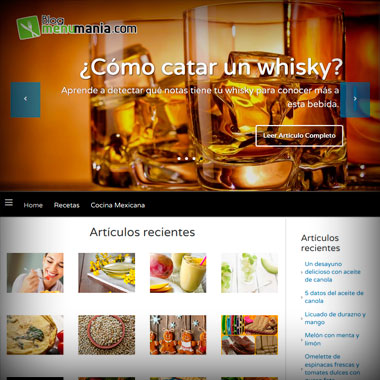 Blog
menumania.com
¿Cómo catar un whisky?
Aprende a detectar qué notas tiene tu whisky para conocer más a
esta bebida.
Leer Artículo Completo
Home Recetas Cocina Mexicana
Artículos recientes
Artículos
recientes
Un desayuno
delicioso con aceite
de canola
5 datos del aceite de
canola
Licuado de durazno y
mango
Melón con menta y
limón
Omelette de
espinacas frescas y
tomates dulces con